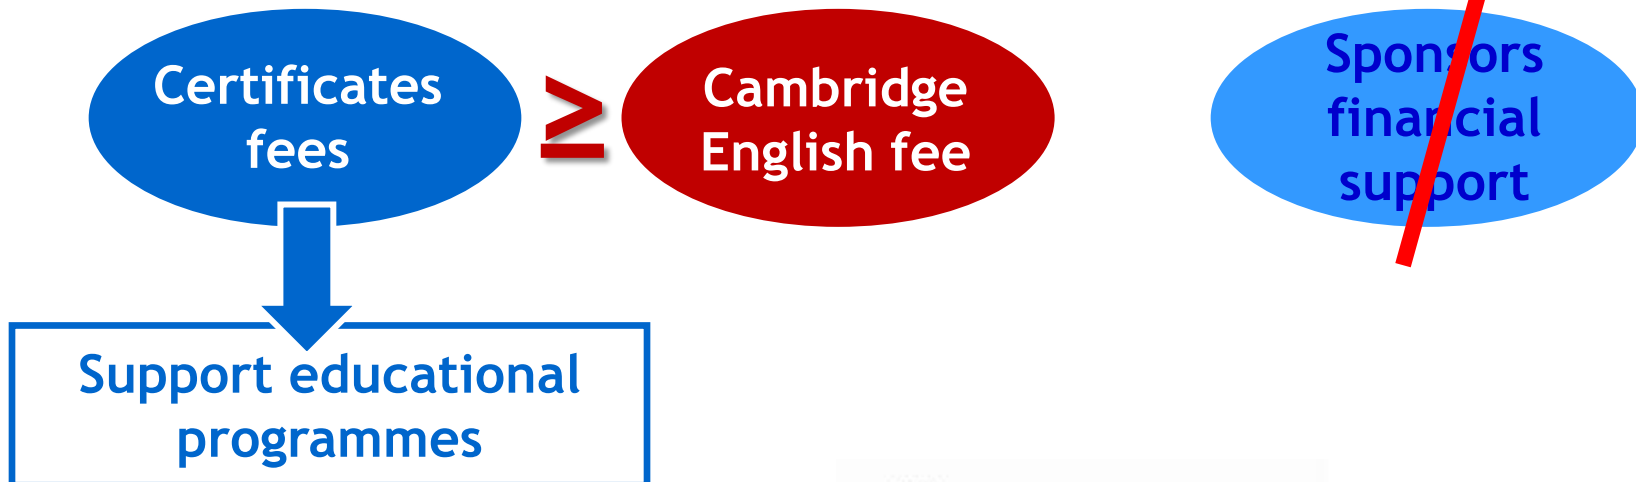 Certificates
fees
≥
Cambridge
English fee
Sponsors
financial
support
Support educational
programmes